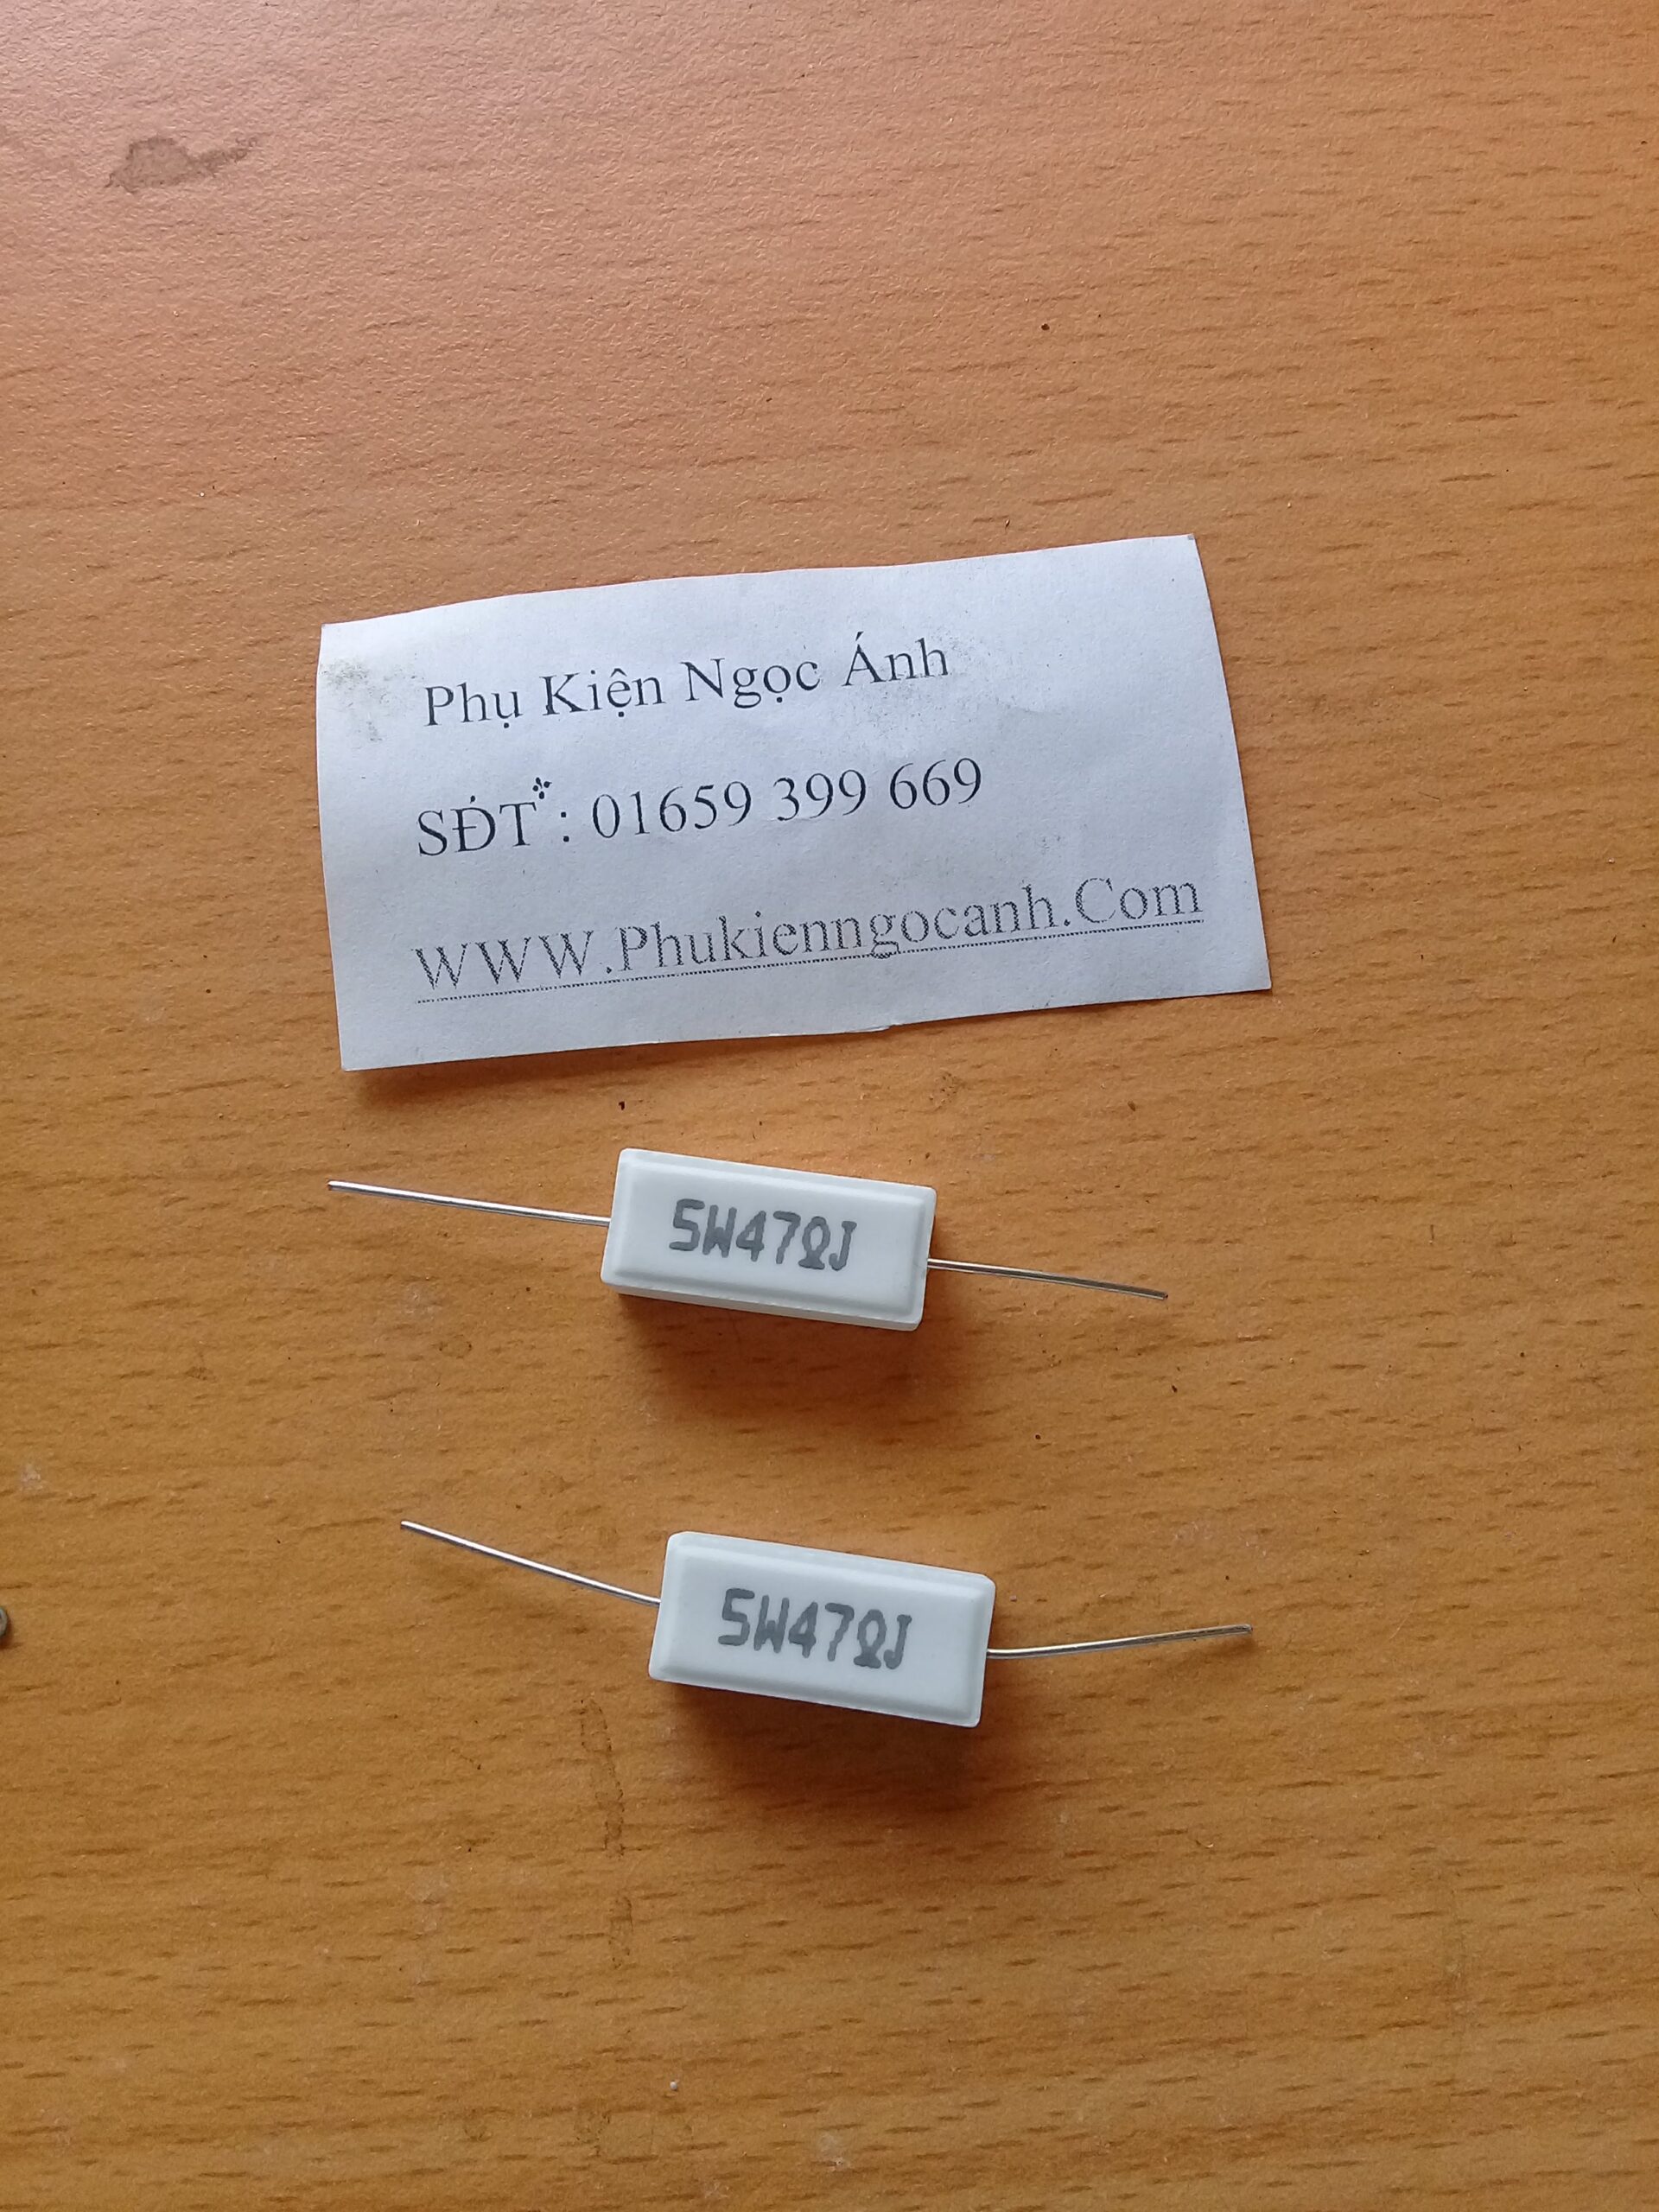 Phụ Kiện Ngọc Ánh
SĐT : 01659 399 669
WWW.Phukienngocanh.Com
5W47ΩJ
5W47ΩJ